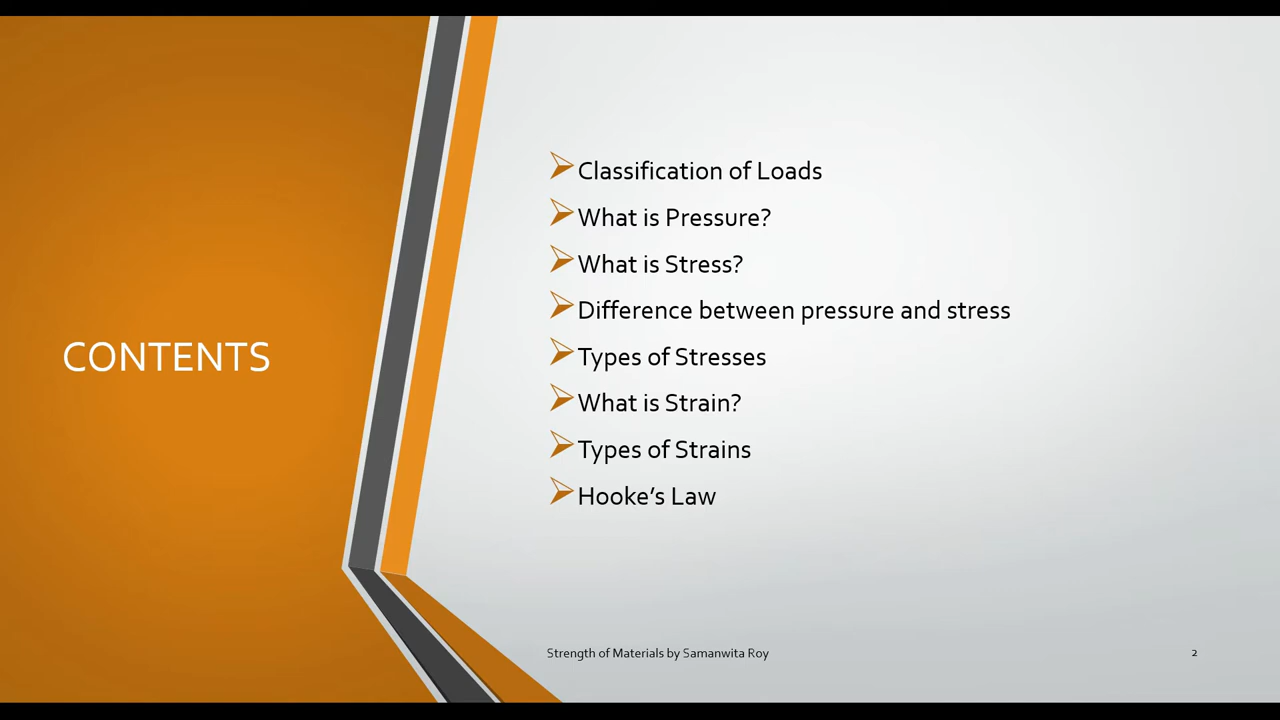 CONTENTS
Classification of Loads
What is Pressure?
What is Stress?
Difference between pressure and stress
Types of Stresses
What is Strain?
Types of Strains
Hooke’s Law
Strength of Materials by Samanwita Roy
2